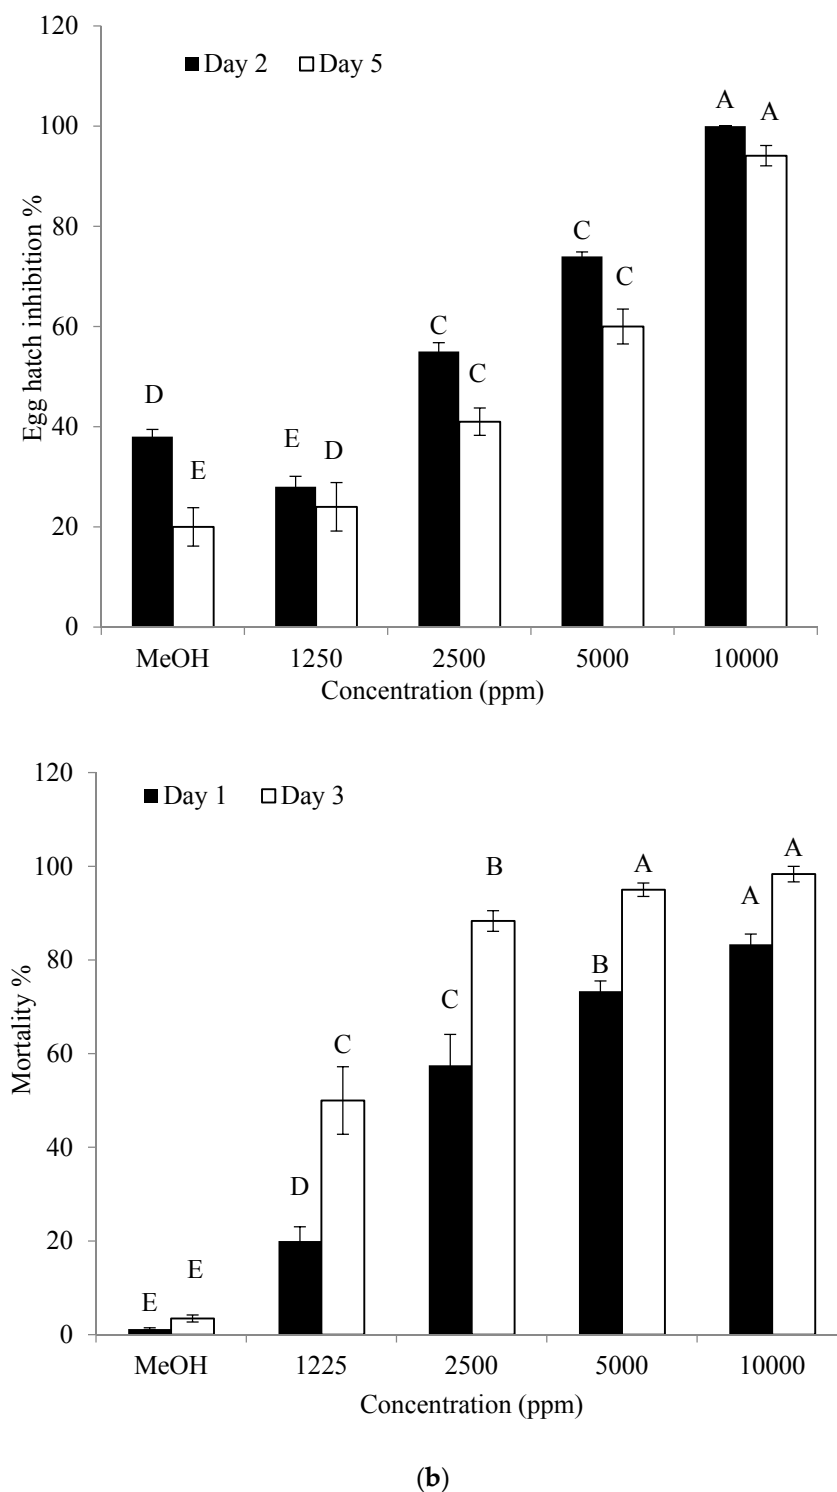 120
Day 2 Day 5
A
A
100
80
C
C
60
C
C
40
D
E
D
E
20
0
Egg hatch inhibition %
MeOH 1250 2500 5000 10000
Concentration (ppm)
120
Day 1 Day 3
100
B
A
A
80
A
B
C
60
C
40
D
20
E
E
0
Mortality %
MeOH 1225 2500 5000 10000
Concentration (ppm)
(b)